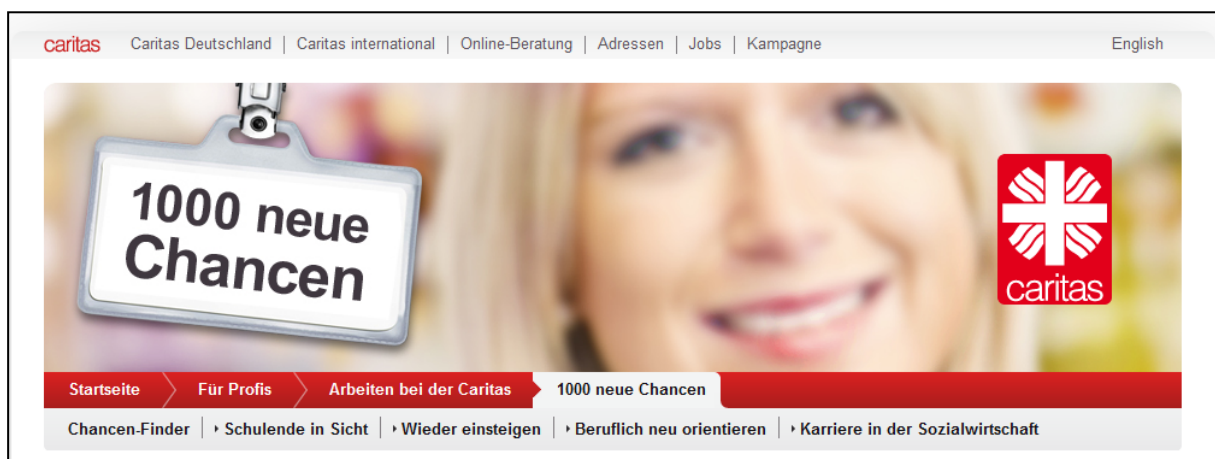 caritas Caritas Deutschland | Caritas international | Online-Beratung | Adressen | Jobs | Kampagne English
1000 neue
Chancen
caritas
Startseite Für Profis Arbeiten bei der Caritas 1000 neue Chancen
Chancen-Finder | Schulende in Sicht | Wieder einsteigen | Beruflich neu orientieren | Karriere in der Sozialwirtschaft